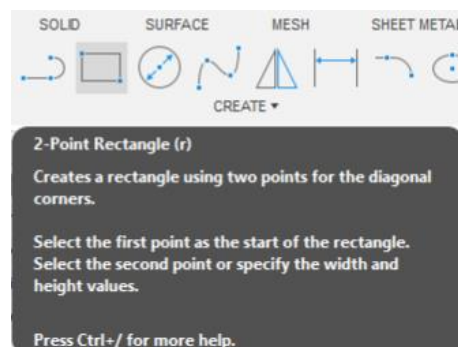 SOLID SURFACE MESH SHEET METAL
CREATE ▾
2-Point Rectangle (r)
Creates a rectangle using two points for the diagonal
corners.
Select the first point as the start of the rectangle.
Select the second point or specify the width and
height values.
Press Ctrl+/ for more help.